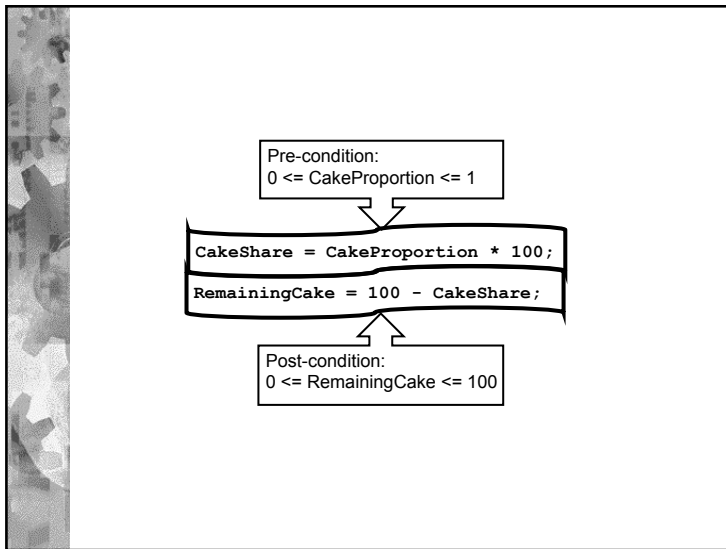 Pre-condition:
0 <= CakeProportion <= 1
CakeShare = CakeProportion * 100;
RemainingCake = 100 - CakeShare;
Post-condition:
0 <= RemainingCake <= 100